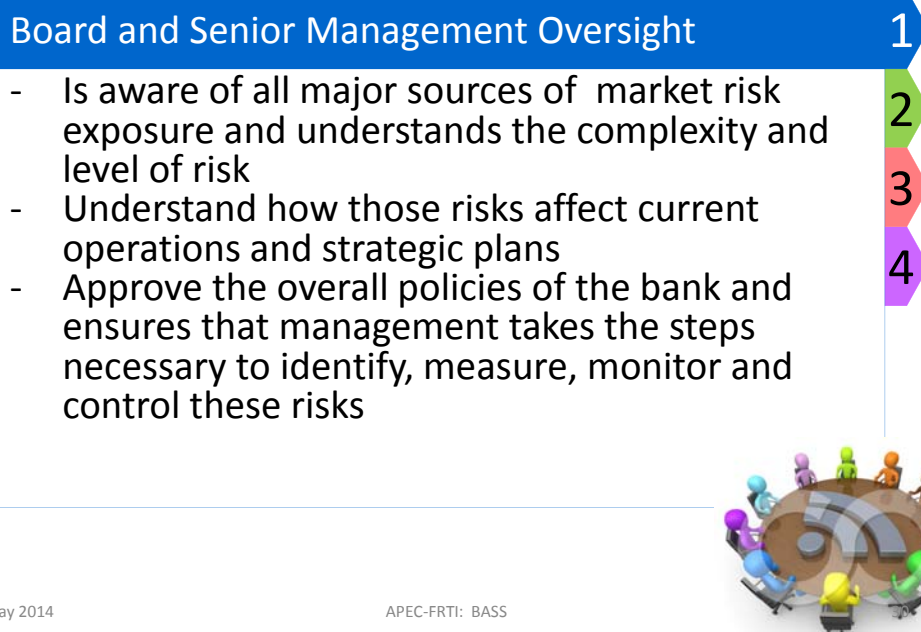 Board and Senior Management Oversight
1
- Is aware of all major sources of market risk
exposure and understands the complexity and
level of risk
- Understand how those risks affect current
operations and strategic plans
- Approve the overall policies of the bank and
ensures that management takes the steps
necessary to identify, measure, monitor and
control these risks
2
3
4
ay 2014
APEC-FRTI: BASS